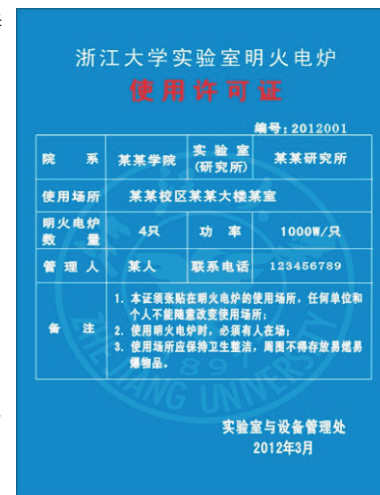 浙江大学实验室明火电炉
使用许可证
编号：2012001
院 系 某某学院 实验室(研究所) 某某研究所
使用场所 某某校区某某大楼某室
明火电炉数量 4只 功率 1000W/只
管理人 某人 联系电话 123456789
备注
1. 本证须张贴在明火电炉的使用场所，任何单位和
个人不能随意改变使用场所；
2. 使用明火电炉时，必须有人在场；
3. 使用场所应保持卫生整洁，周围不得存放易燃易
爆物品。
实验室与设备管理处
2012年3月
ZHEJIANG UNIVERSITY